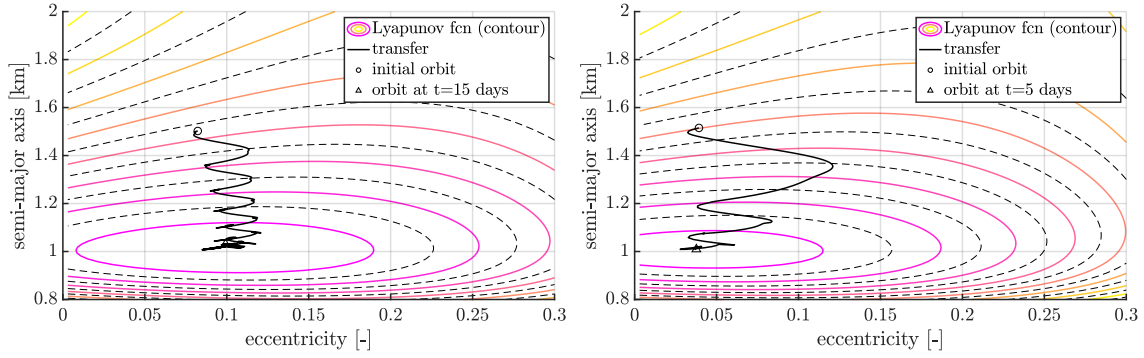 2
1.8
1.6
1.4
1.2
1
0.8
semi-major axis [km]
0
0.05
0.1
0.15
0.2
0.25
0.3
eccentricity [-]
Lyapunov fcn (contour)
transfer
initial orbit
orbit at t=15 days
2
1.8
1.6
1.4
1.2
1
0.8
semi-major axis [km]
0
0.05
0.1
0.15
0.2
0.25
0.3
eccentricity [-]
Lyapunov fcn (contour)
transfer
initial orbit
orbit at t=5 days